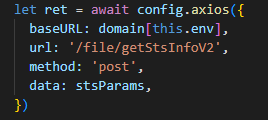 let ret = await config.axios({
  baseURL: domain[this.env],
  url: '/file/getStsInfoV2',
  method: 'post',
  data: stsParams,
})